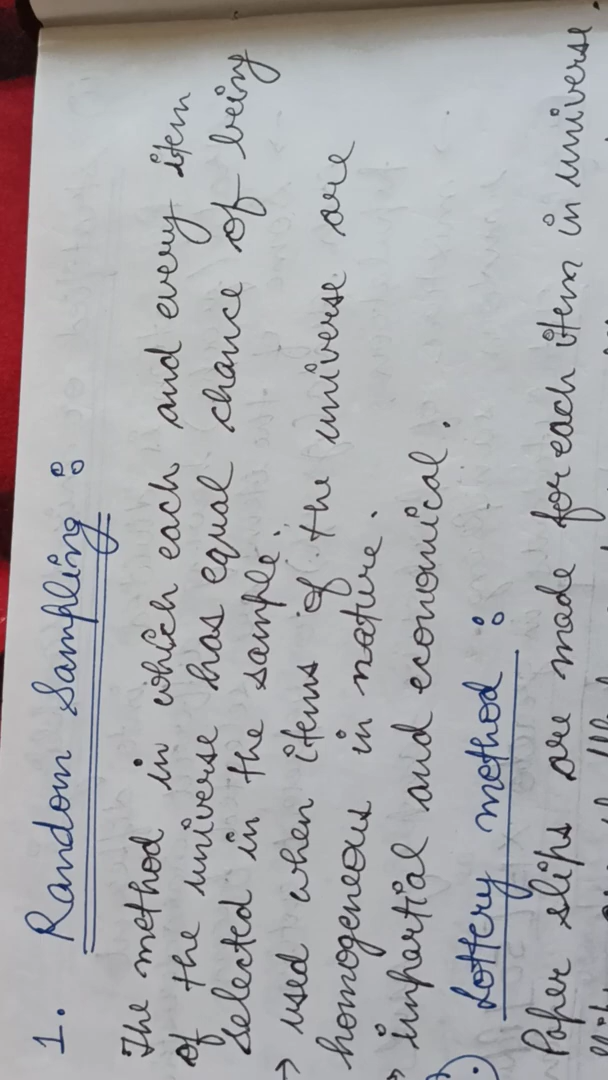 1. Random Sampling :
The method in which each and every item
of the universe has equal chance of being
selected in the sample.
→ used when items of the universe are
homogeneous in nature.
→ impartial and economical.
). Lottery method :
Paper slips are made for each item in universe.